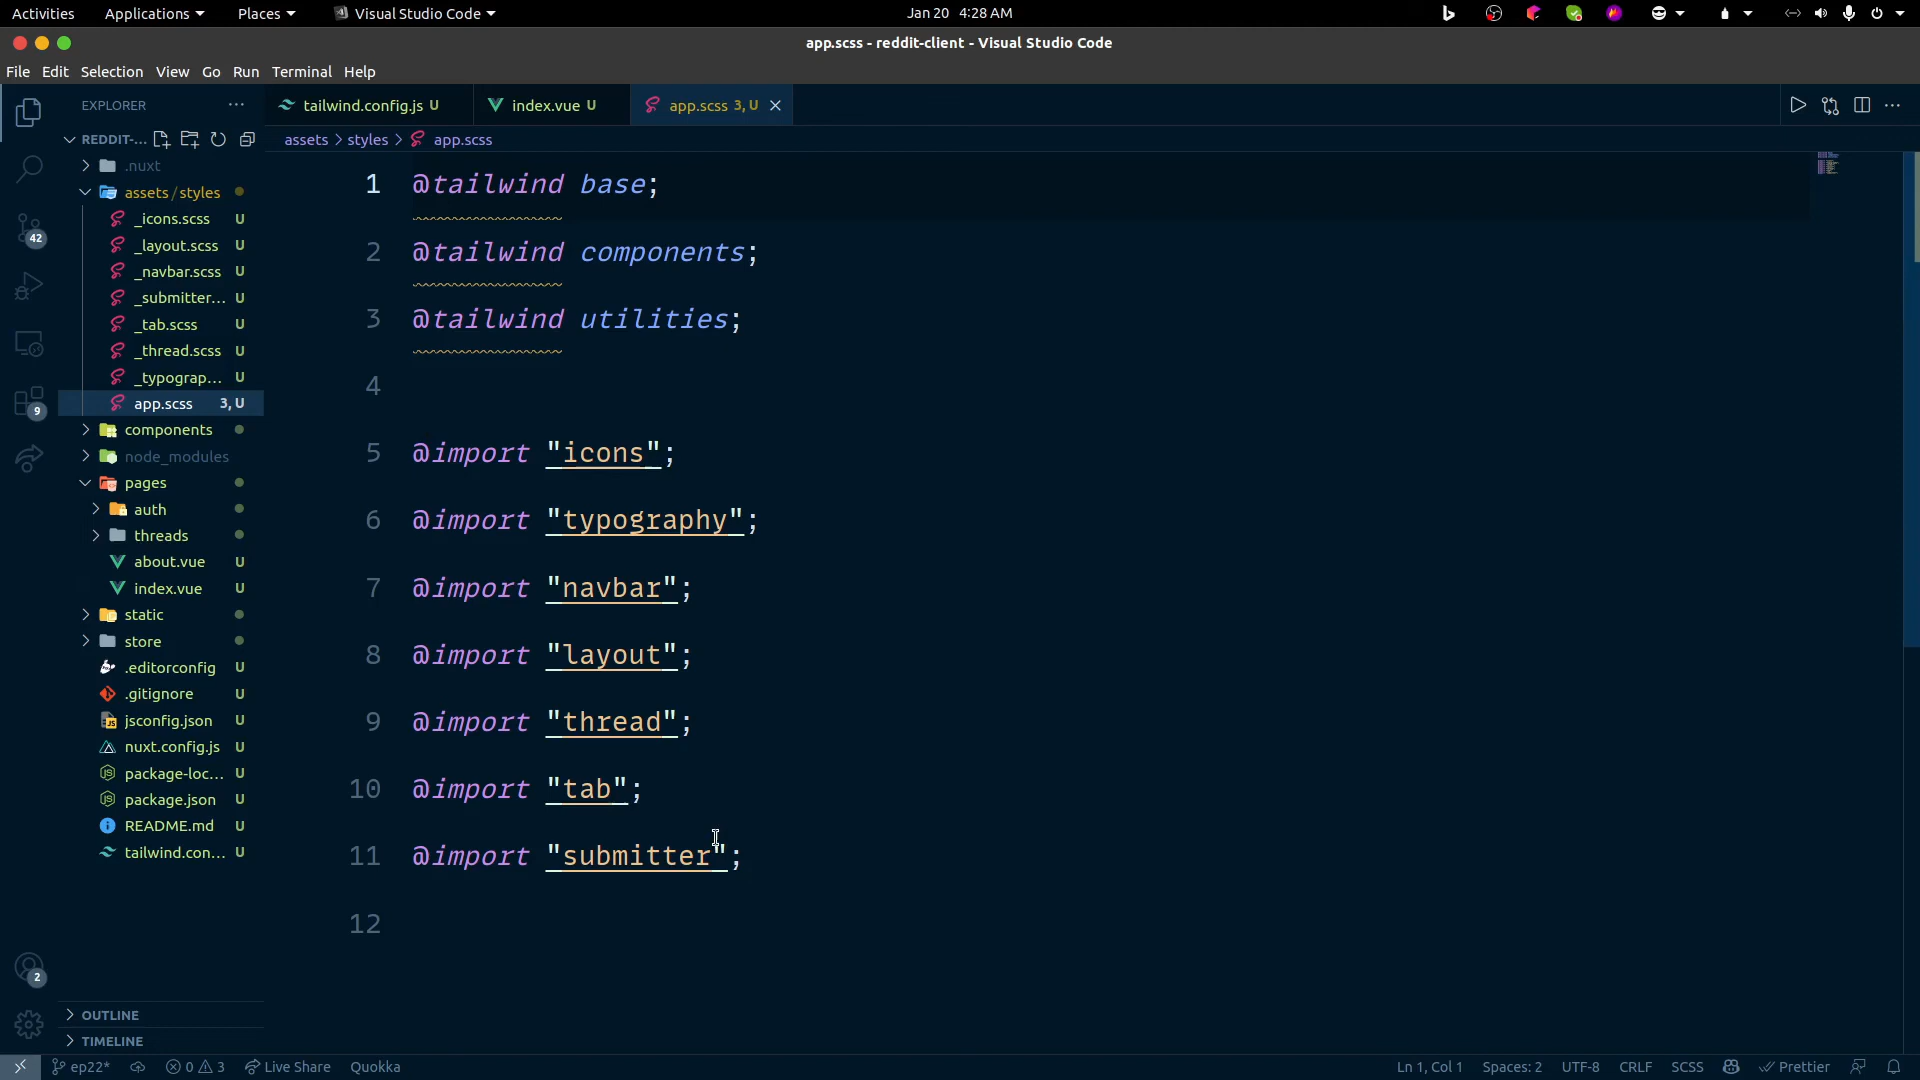 Activities Applications Places Visual Studio Code Jan 20 4:28 AM
app.scss - reddit-client - Visual Studio Code
File Edit Selection View Go Run Terminal Help
EXPLORER ...
tailwind.config.js U index.vue U app.scss 3, U
REDDIT-...
assets > styles > app.scss
.nuxt
assets / styles
_icons.scss U
_layout.scss U
_navbar.scss U
_submitter... U
_tab.scss U
_thread.scss U
_typograp... U
app.scss 3, U
components
node_modules
pages
auth
threads
about.vue U
index.vue U
static
store
.editorconfig U
.gitignore U
jsconfig.json U
nuxt.config.js U
package-loc... U
package.json U
README.md U
tailwind.con... U
OUTLINE
TIMELINE
42
9
2
1 @tailwind base;
2 @tailwind components;
3 @tailwind utilities;
4
5 @import "icons";
6 @import "typography";
7 @import "navbar";
8 @import "layout";
9 @import "thread";
10 @import "tab";
11 @import "submitter";
12
ep22* 0 3 Live Share Quokka Ln 1, Col 1 Spaces: 2 UTF-8 CRLF SCSS Prettier